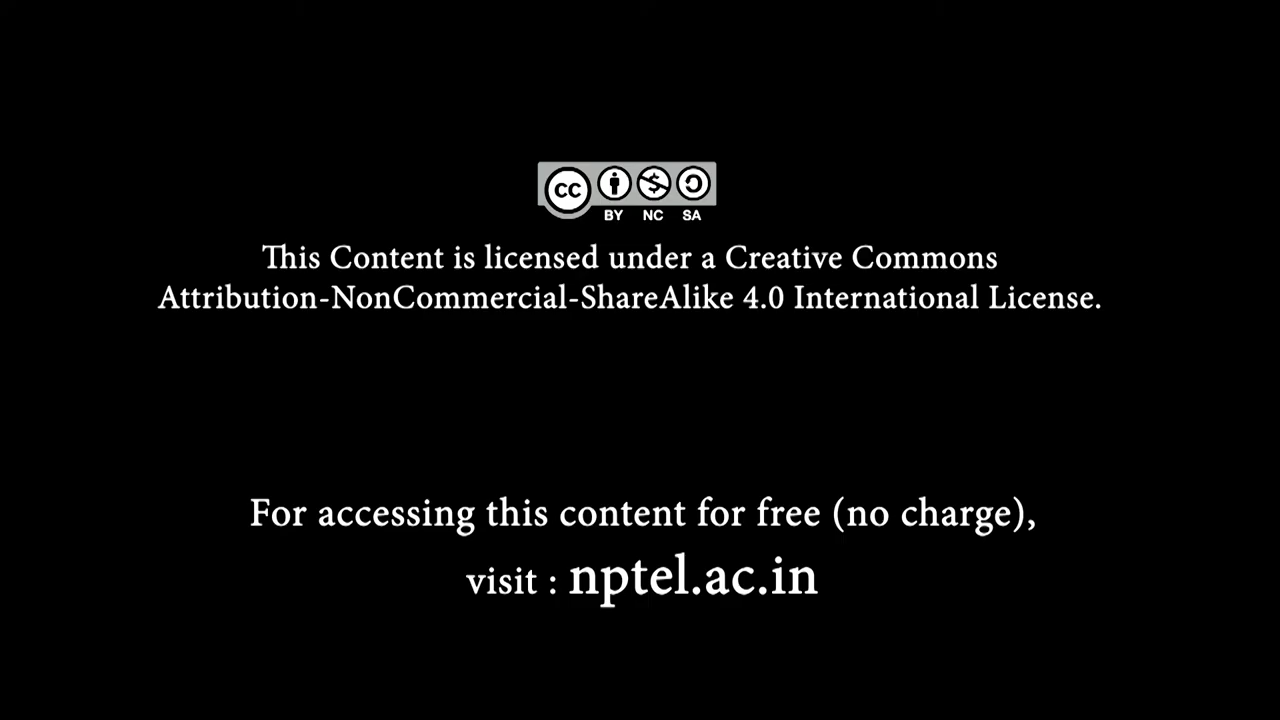 cc BY NC SA
This Content is licensed under a Creative Commons
Attribution-NonCommercial-ShareAlike 4.0 International License.
For accessing this content for free (no charge),
visit : nptel.ac.in